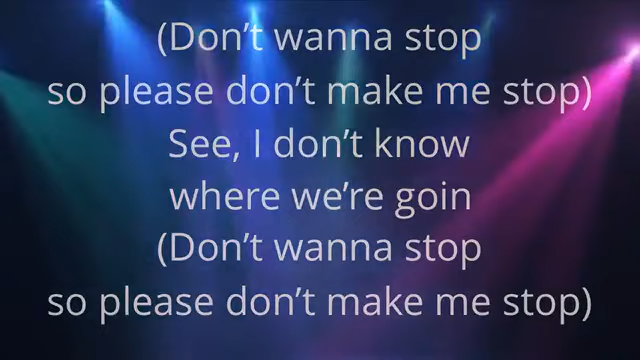 (Don’t wanna stop
so please don’t make me stop)
See, I don’t know
where we’re goin
(Don’t wanna stop
so please don’t make me stop)